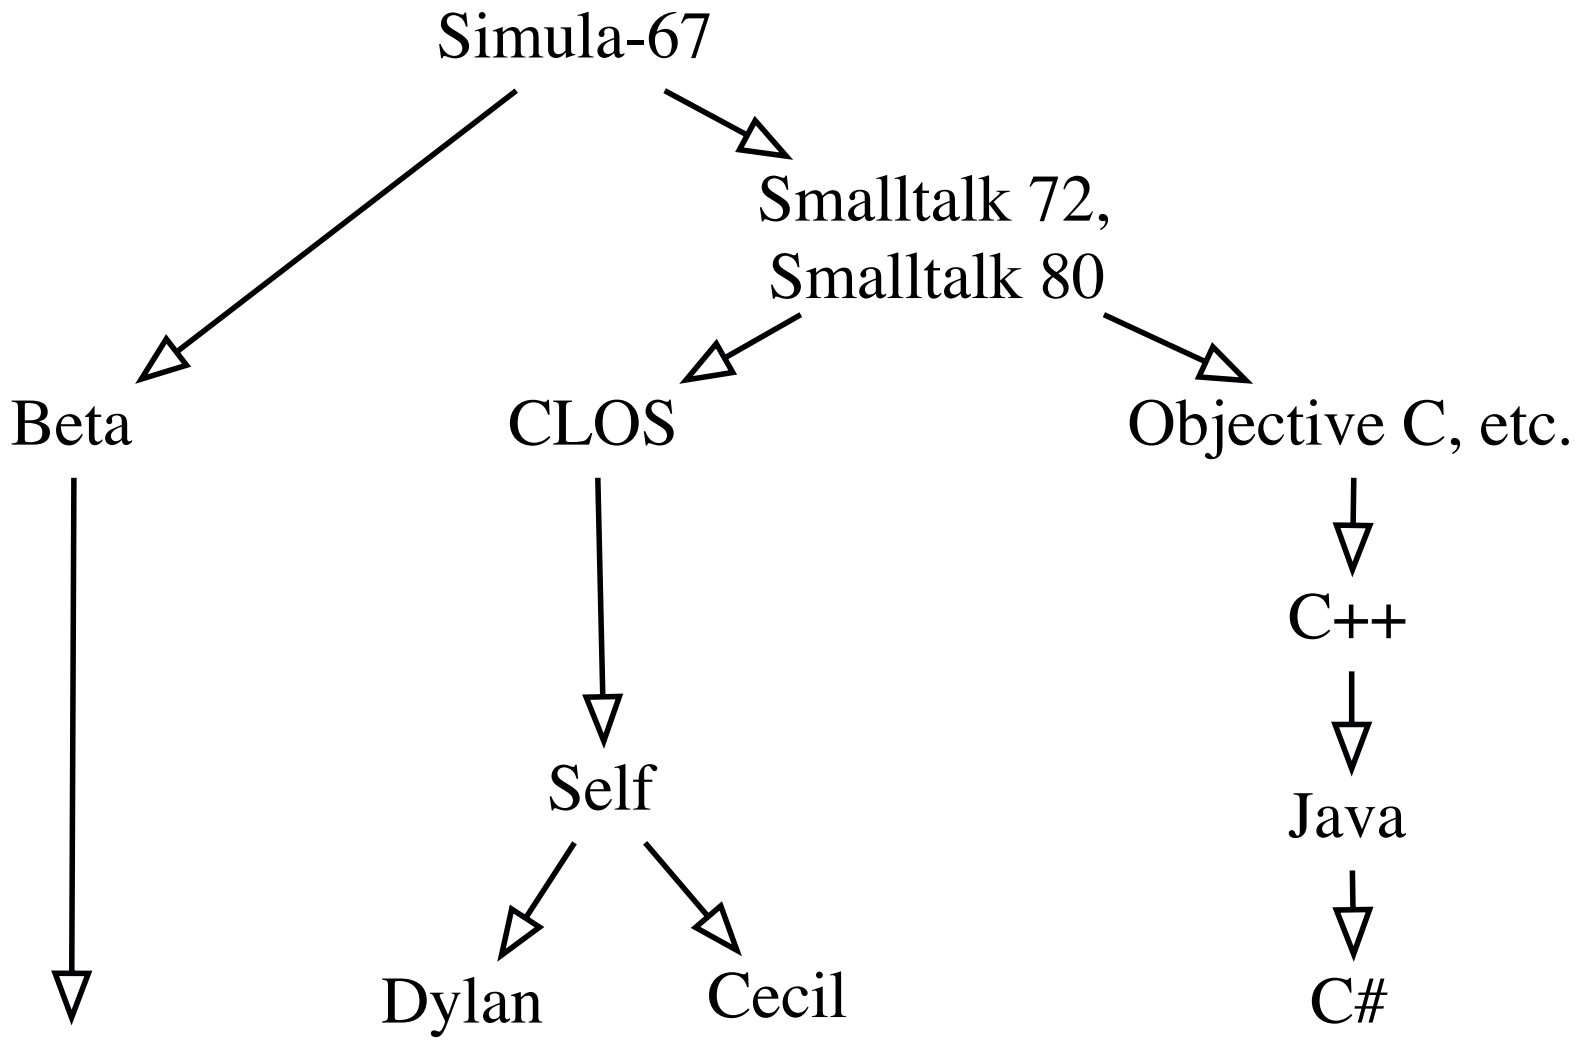 Simula-67
Smalltalk 72,
Smalltalk 80
Beta
CLOS
Objective C, etc.
C++
Self
Java
Dylan
Cecil
C#